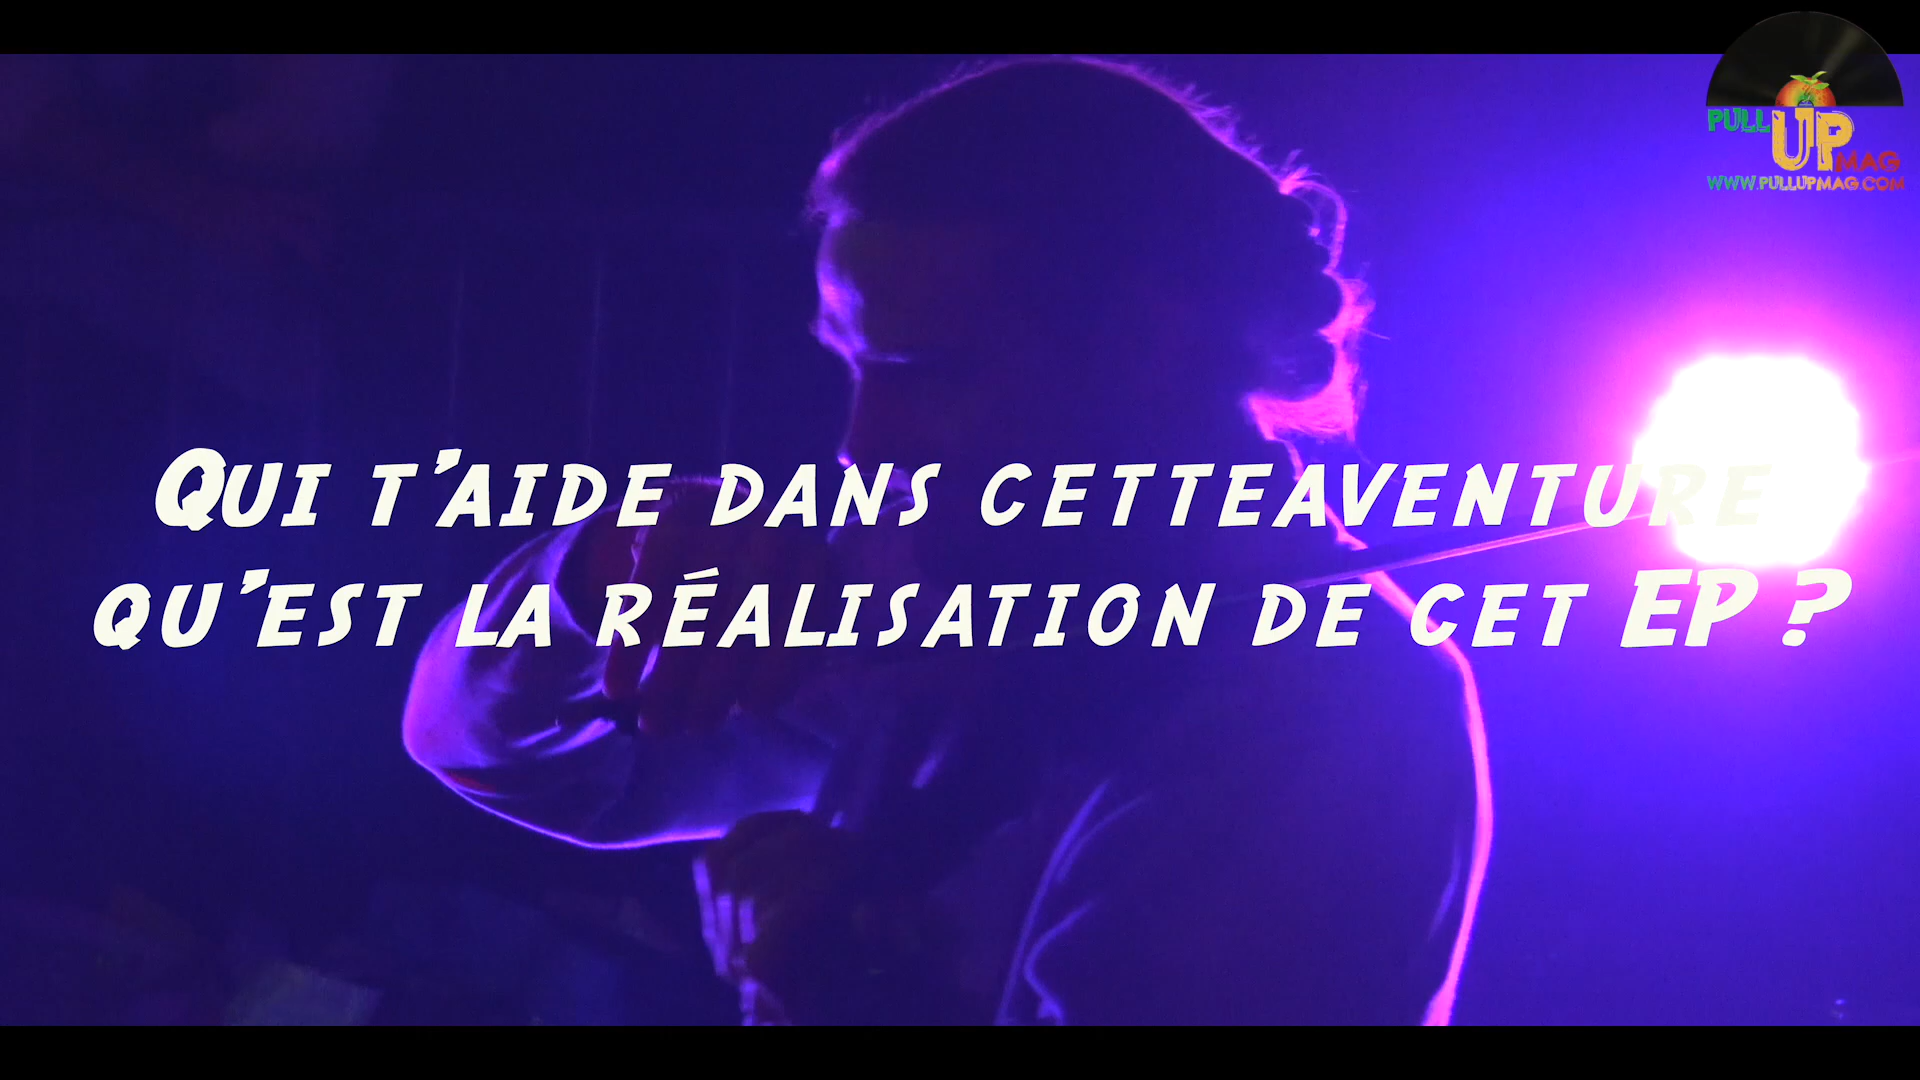 PULL UP MAG
WWW.PULLUPMAG.COM
QUI T'AIDE DANS CETTEAVENTURE
QU'EST LA RÉALISATION DE CET EP ?